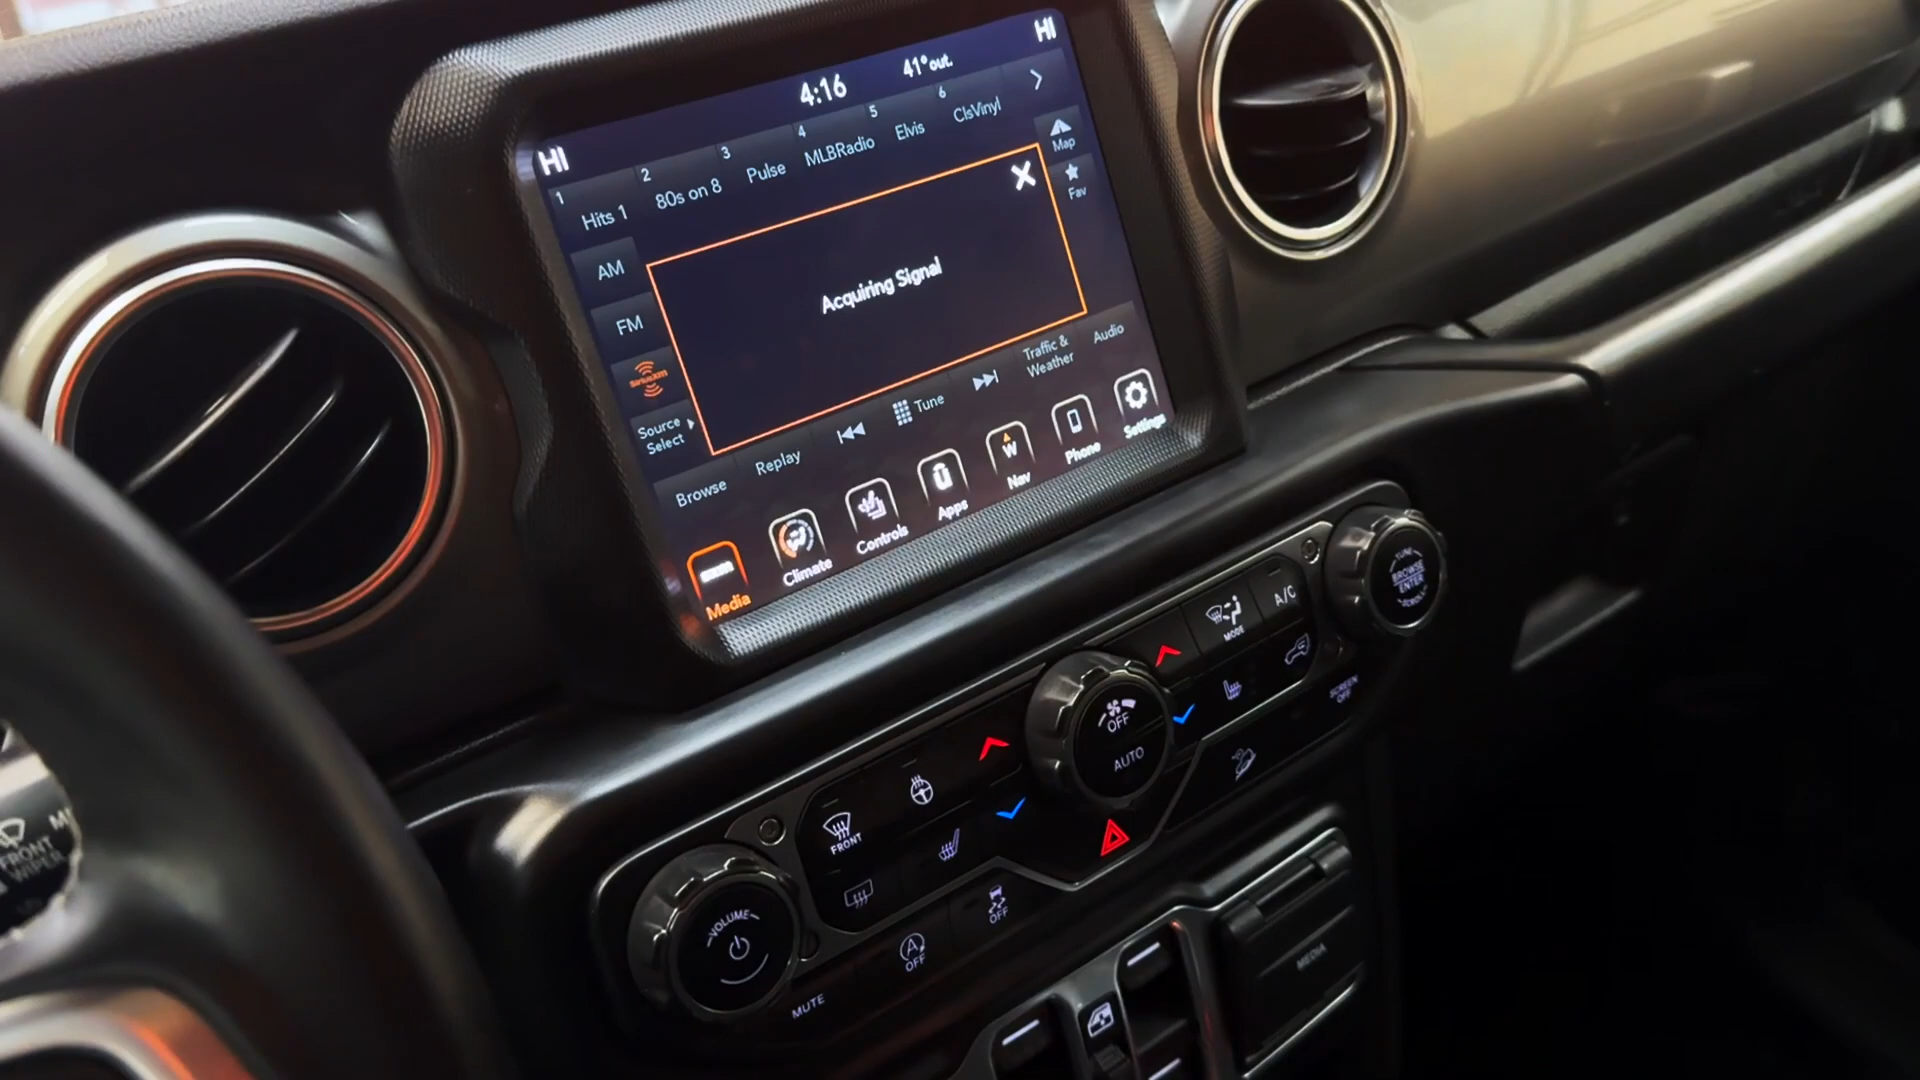 HI
4:16
41° out.
HI
1 Hits 1
2 80s on 8
3 Pulse
4 MLBRadio
5 Elvis
6 ClsVinyl
Map
Fav
AM
FM
SiriusXM
Source
Select
Acquiring Signal
Browse
Replay
Tune
Traffic &
Weather
Audio
Media
Climate
Controls
Apps
W
Nav
Phone
Settings
TUNE
BROWSE
ENTER
SCROLL
A/C
MODE
SCREEN
OFF
OFF
AUTO
FRONT
VOLUME
MUTE
A
OFF
OFF
MEDIA
FRONT
WIPER